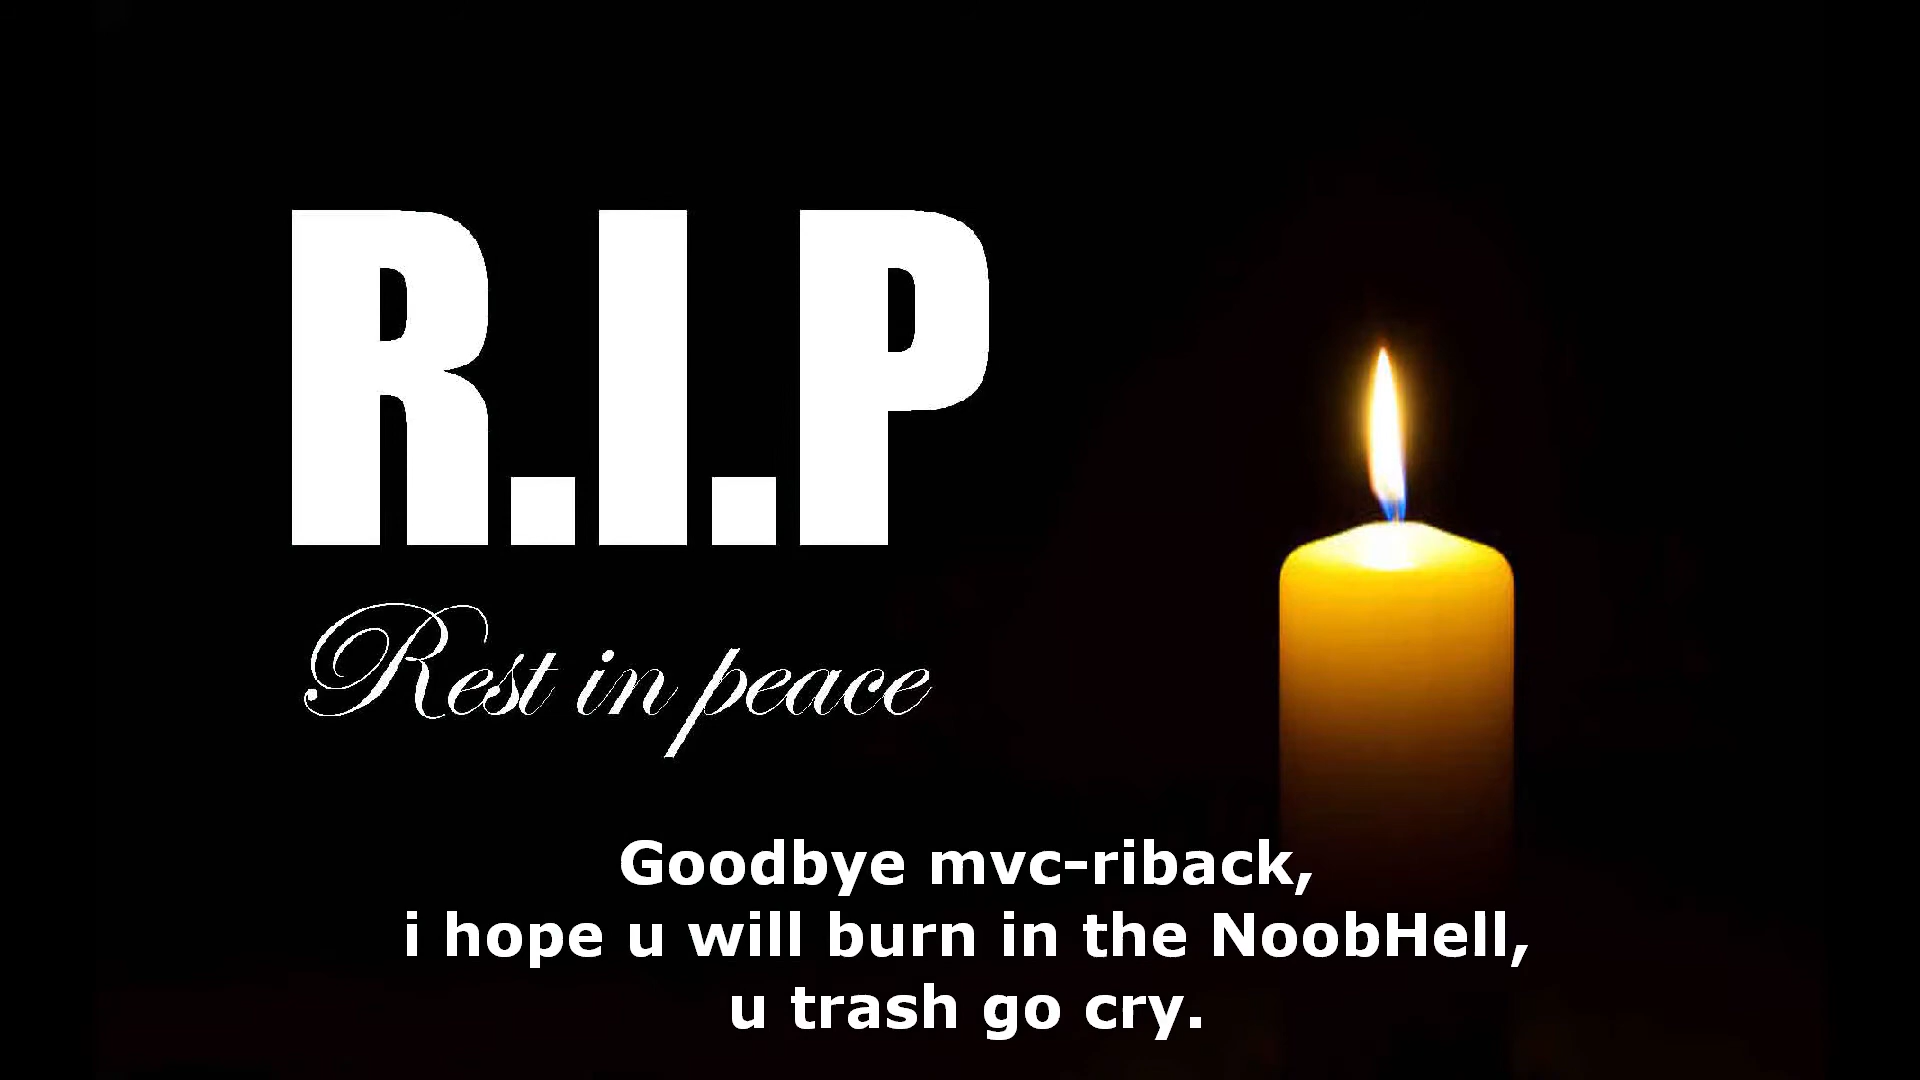 R.I.P
Rest in peace
Goodbye mvc-riback,
i hope u will burn in the NoobHell,
u trash go cry.